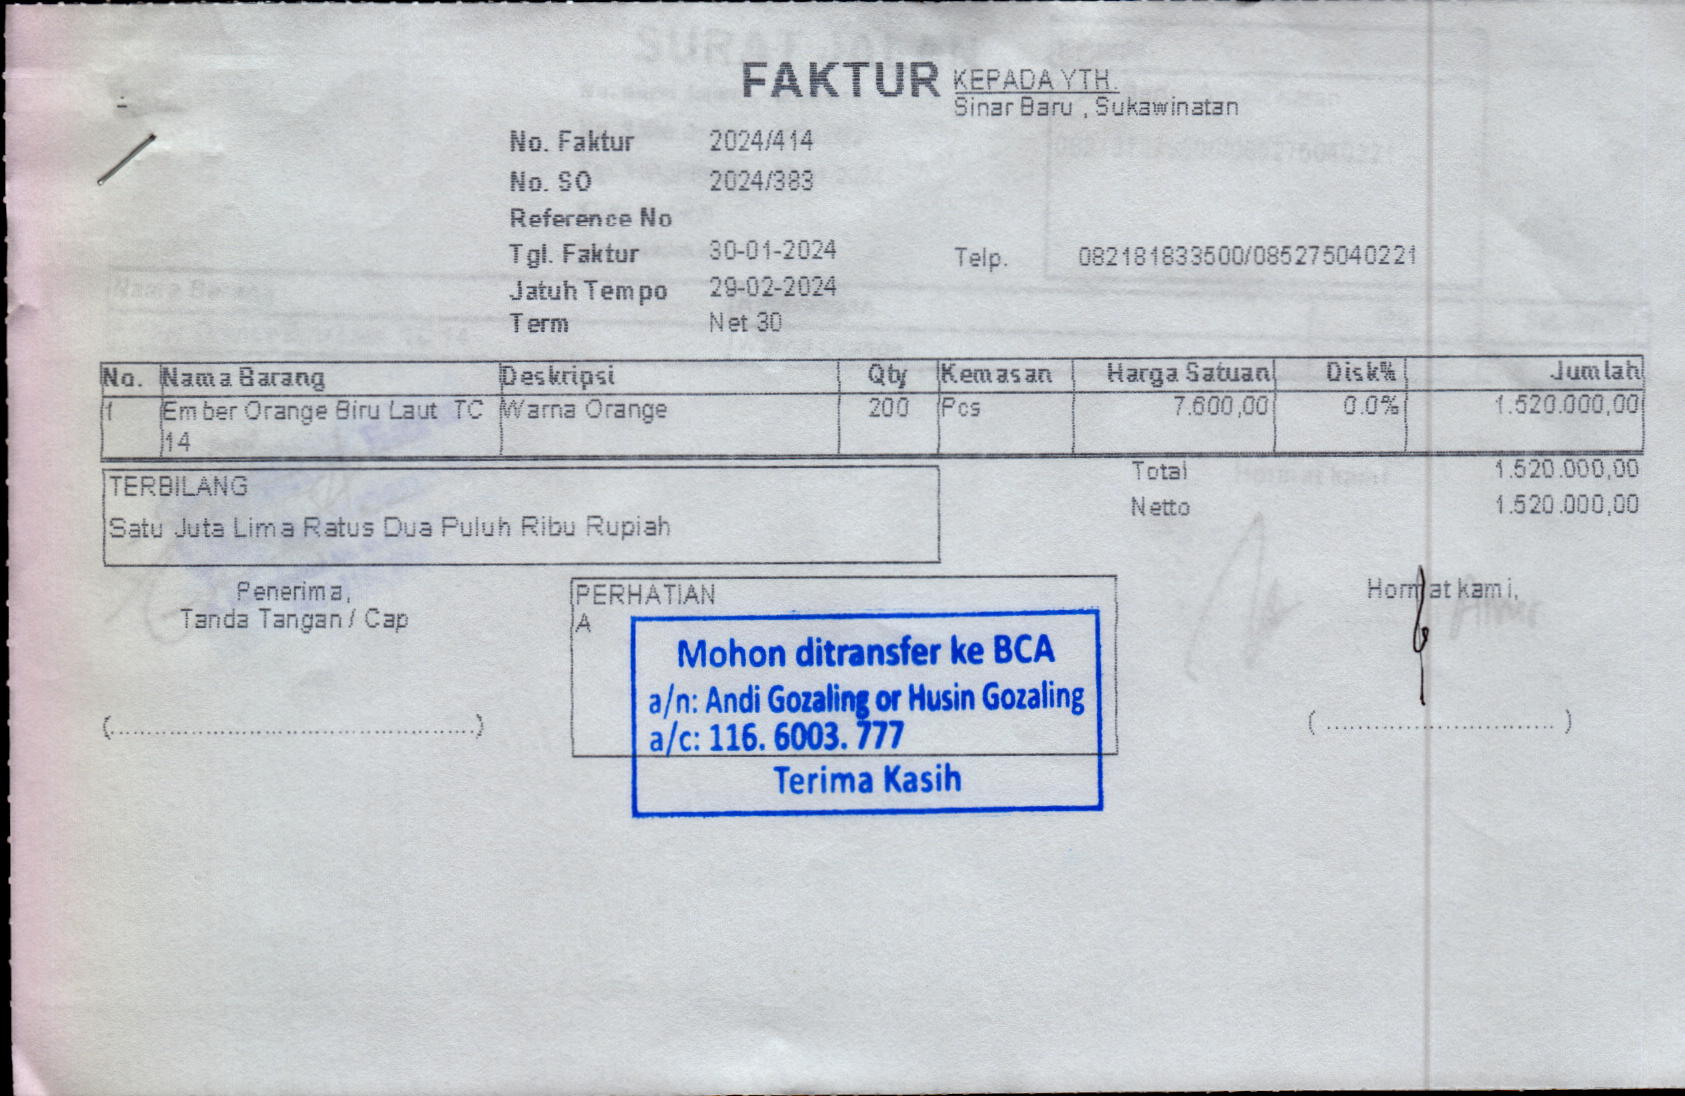 FAKTUR
KEPADA YTH.
Sinar Baru , Sukawinatan
No. Faktur 2024/414
No. SO 2024/383
Reference No
Tgl. Faktur 30-01-2024 Telp. 082181833500/085275040221
Jatuh Tempo 29-02-2024
Term Net 30
No. Nama Barang Deskripsi Qty Kemasan Harga Satuan Disk% Jumlah
1 Ember Orange Biru Laut TC Warna Orange 200 Pcs 7.600,00 0.0% 1.520.000,00
14
Total 1.520.000,00
TERBILANG
Netto 1.520.000,00
Satu Juta Lima Ratus Dua Puluh Ribu Rupiah
Penerima,
Tanda Tangan / Cap
PERHATIAN
A
Hormat kami,
Mohon ditransfer ke BCA
a/n: Andi Gozaling or Husin Gozaling
a/c: 116. 6003. 777
Terima Kasih
(................................................)
(.............................)